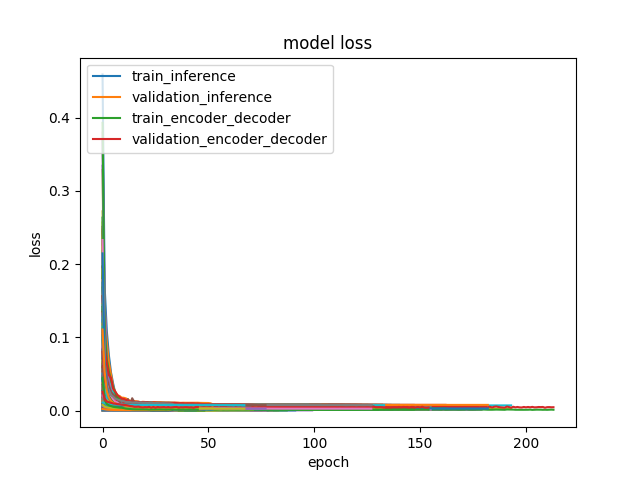 model loss
train_inference
validation_inference
train_encoder_decoder
validation_encoder_decoder
0.4
0.3
0.2
0.1
0.0
loss
0 50 100 150 200
epoch